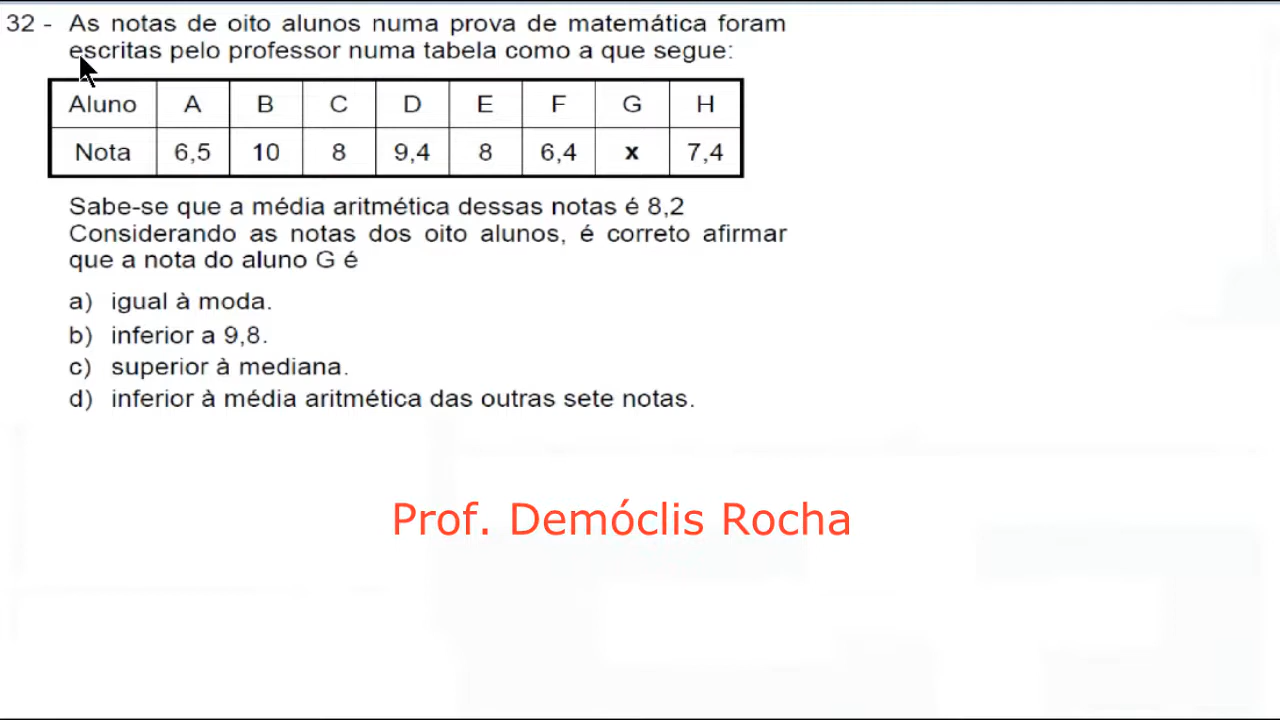 32 - As notas de oito alunos numa prova de matemática foram
escritas pelo professor numa tabela como a que segue:
Aluno A B C D E F G H
Nota 6,5 10 8 9,4 8 6,4 x 7,4
Sabe-se que a média aritmética dessas notas é 8,2
Considerando as notas dos oito alunos, é correto afirmar
que a nota do aluno G é
a) igual à moda.
b) inferior a 9,8.
c) superior à mediana.
d) inferior à média aritmética das outras sete notas.
Prof. Demóclis Rocha